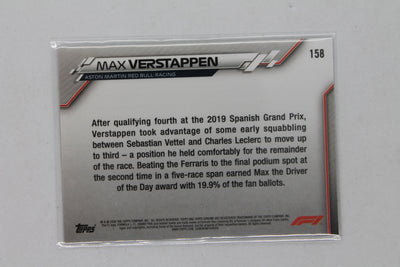 MAX VERSTAPPEN
158
ASTON MARTIN RED BULL RACING
After qualifying fourth at the 2019 Spanish Grand Prix,
Verstappen took advantage of some early squabbling
between Sebastian Vettel and Charles Leclerc to move
up to third – a position he held comfortably for the remainder
of the race. Beating the Ferraris to the final podium spot at
the second time in a five-race span earned Max the Driver
of the Day award with 19.9% of the fan ballots.
Topps
F1